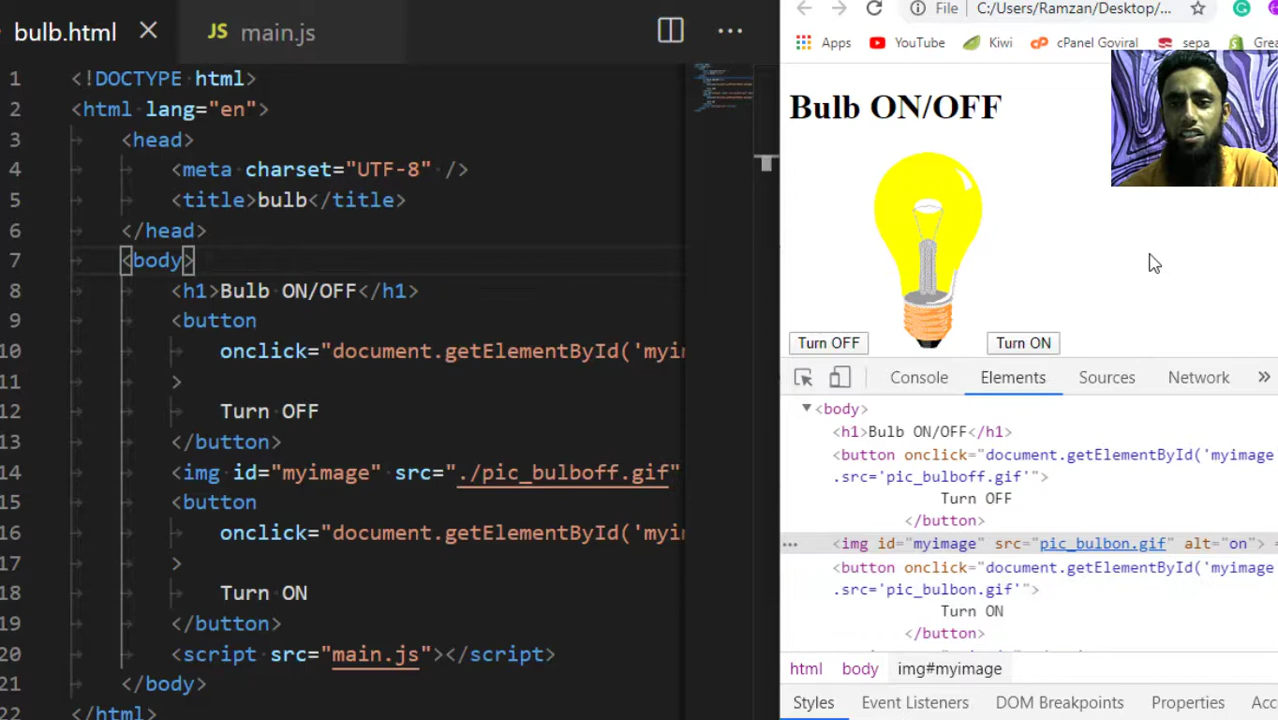 bulb.html
JS main.js
1 <!DOCTYPE html>
2 <html lang="en">
3 <head>
4 <meta charset="UTF-8" />
5 <title>bulb</title>
6 </head>
7 <body>
8 <h1>Bulb ON/OFF</h1>
9 <button
10 onclick="document.getElementById('myi
11 >
12 Turn OFF
13 </button>
14 <img id="myimage" src="./pic_bulboff.gif"
15 <button
16 onclick="document.getElementById('myi
17 >
18 Turn ON
19 </button>
20 <script src="main.js"></script>
21 </body>
22 </html>
File C:/Users/Ramzan/Desktop/...
Apps YouTube Kiwi cPanel Goviral sepa Grea
Bulb ON/OFF
Turn OFF Turn ON
Console Elements Sources Network »
<body>
<h1>Bulb ON/OFF</h1>
<button onclick="document.getElementById('myimage
.src='pic_bulboff.gif'">
Turn OFF
</button>
<img id="myimage" src="pic_bulbon.gif" alt="on"> =
<button onclick="document.getElementById('myimage
.src='pic_bulbon.gif'">
Turn ON
</button>
html body img#myimage
Styles Event Listeners DOM Breakpoints Properties Acc